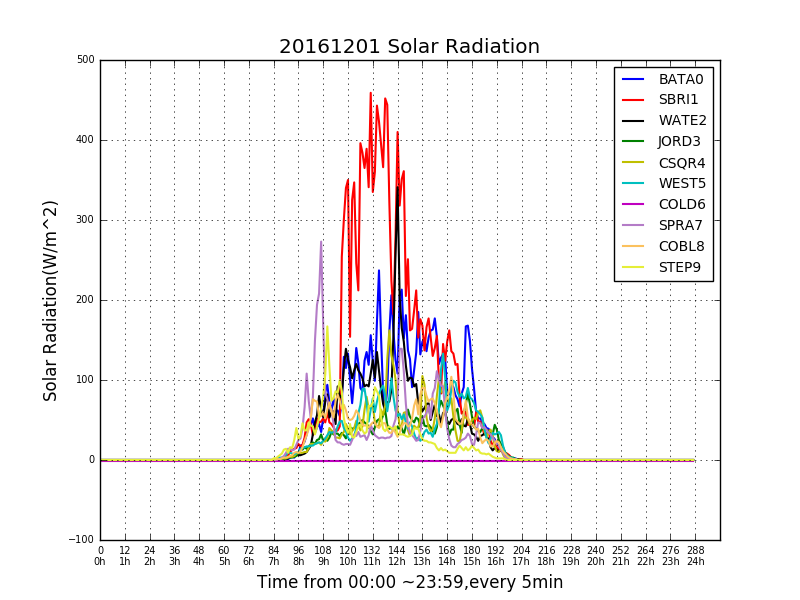 20161201 Solar Radiation
500
400
300
200
100
0
−100
Solar Radiation(W/m^2)
BATA0
SBRI1
WATE2
JORD3
CSQR4
WEST5
COLD6
SPRA7
COBL8
STEP9
0 12 24 36 48 60 72 84 96 108 120 132 144 156 168 180 192 204 216 228 240 252 264 276 288
0h 1h 2h 3h 4h 5h 6h 7h 8h 9h 10h 11h 12h 13h 14h 15h 16h 17h 18h 19h 20h 21h 22h 23h 24h
Time from 00:00 ~23:59,every 5min